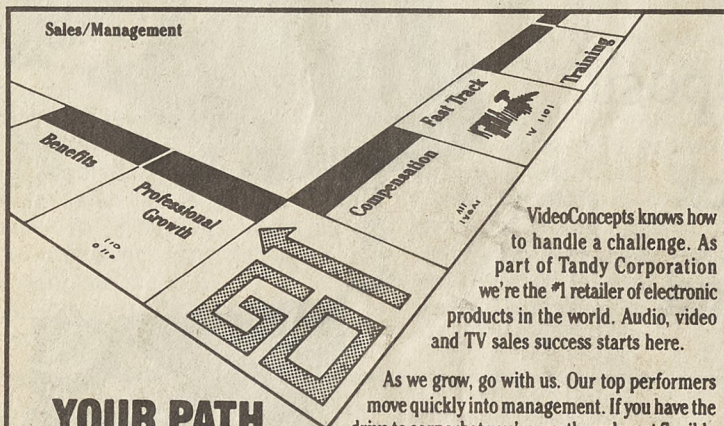 Sales/Management
Training
Fast Track
Compensation
Benefits
Professional
Growth
GO
VideoConcepts knows how
to handle a challenge. As
part of Tandy Corporation
we're the #1 retailer of electronic
products in the world. Audio, video
and TV sales success starts here.
As we grow, go with us. Our top performers
move quickly into management. If you have the
YOUR PATH